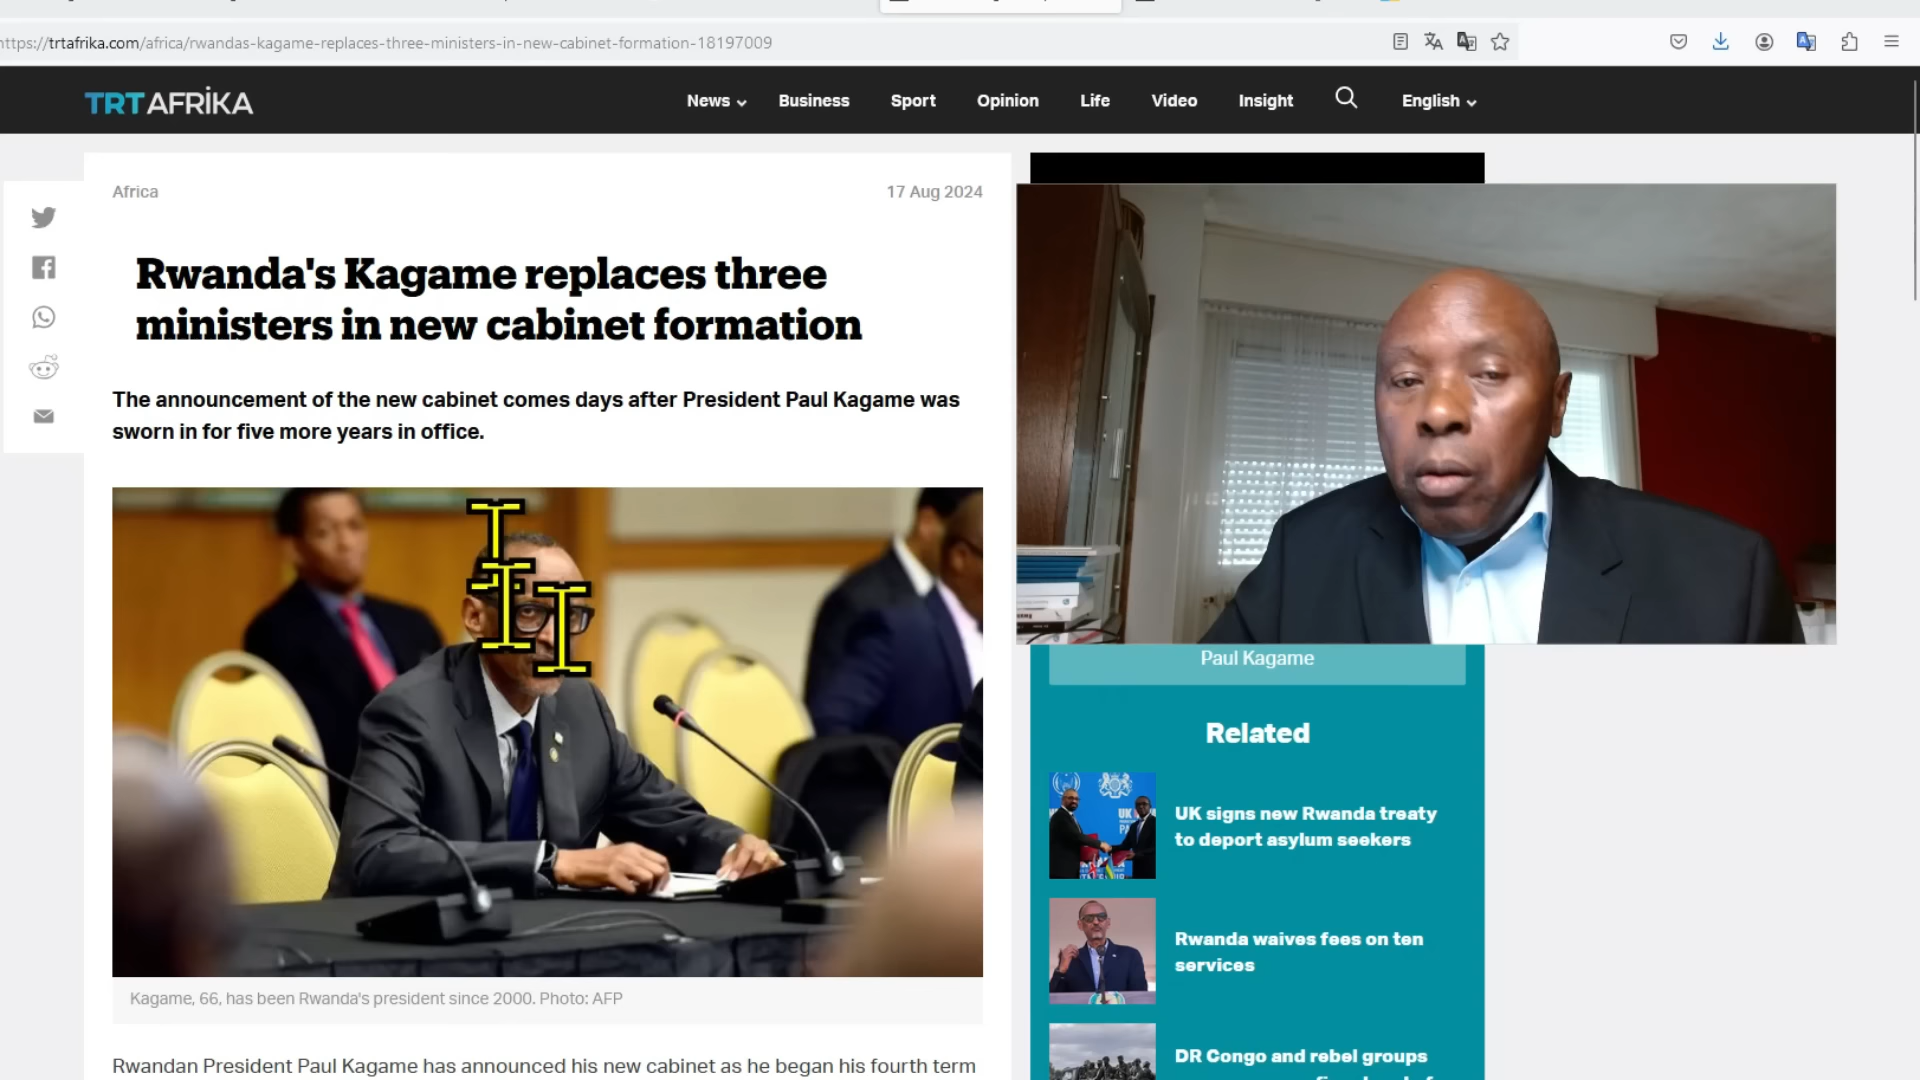 https://trtafrika.com/africa/rwandas-kagame-replaces-three-ministers-in-new-cabinet-formation-18197009
TRT AFRİKA
News
Business
Sport
Opinion
Life
Video
Insight
English
Africa
17 Aug 2024
Rwanda's Kagame replaces three
ministers in new cabinet formation
The announcement of the new cabinet comes days after President Paul Kagame was
sworn in for five more years in office.
Kagame, 66, has been Rwanda's president since 2000. Photo: AFP
Rwandan President Paul Kagame has announced his new cabinet as he began his fourth term
Paul Kagame
Related
UK signs new Rwanda treaty
to deport asylum seekers
Rwanda waives fees on ten
services
DR Congo and rebel groups